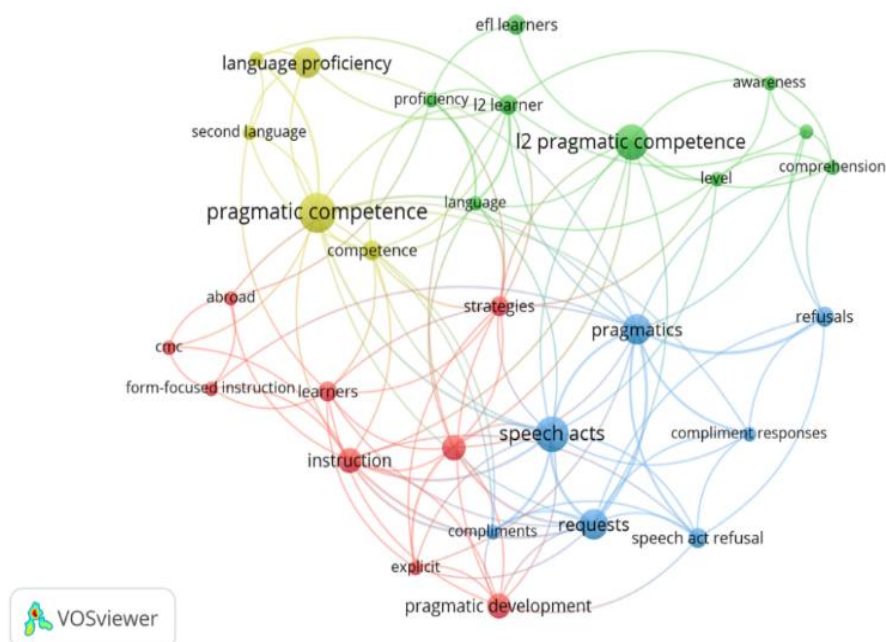 efl learners
language proficiency
awareness
proficiency
l2 learner
second language
l2 pragmatic competence
comprehension
level
language
pragmatic competence
competence
abroad
strategies
refusals
pragmatics
cmc
form-focused instruction
learners
speech acts
compliment responses
instruction
compliments
requests
speech act refusal
explicit
pragmatic development
VOSviewer